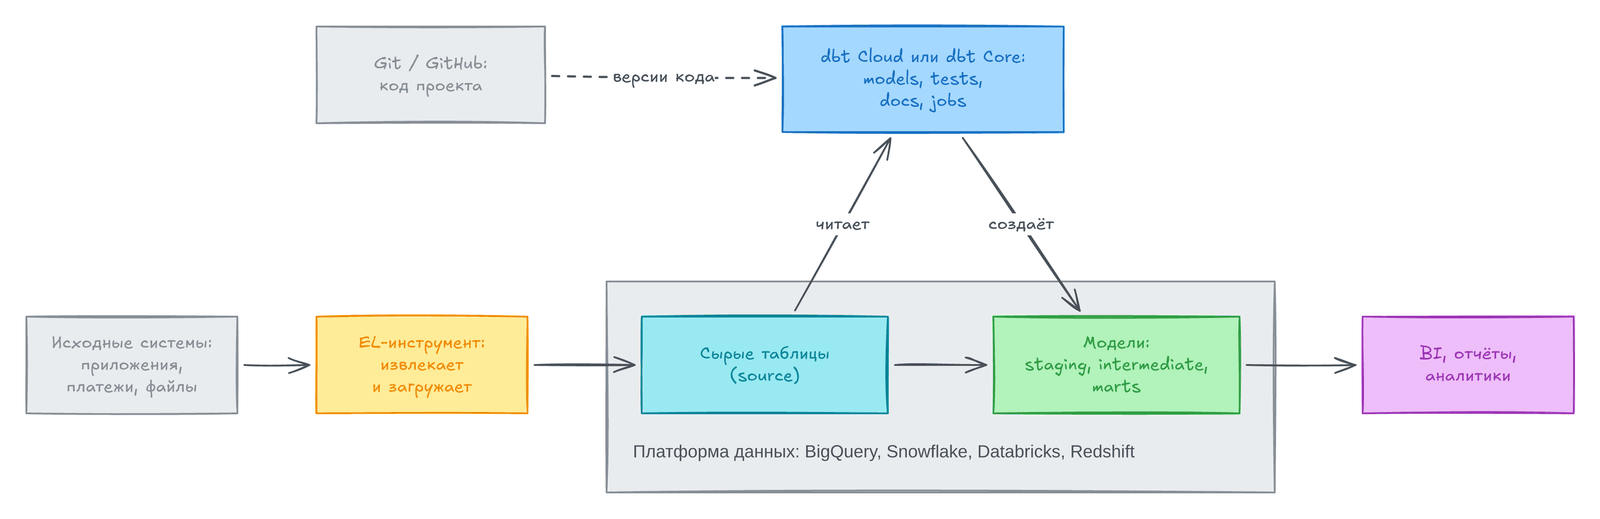 Git / GitHub:
код проекта
версии кода
dbt Cloud или dbt Core:
models, tests,
docs, jobs
читает
создаёт
Исходные системы:
приложения,
платежи, файлы
EL-инструмент:
извлекает
и загружает
Сырые таблицы
(source)
Модели:
staging, intermediate,
marts
BI, отчёты,
аналитики
Платформа данных: BigQuery, Snowflake, Databricks, Redshift